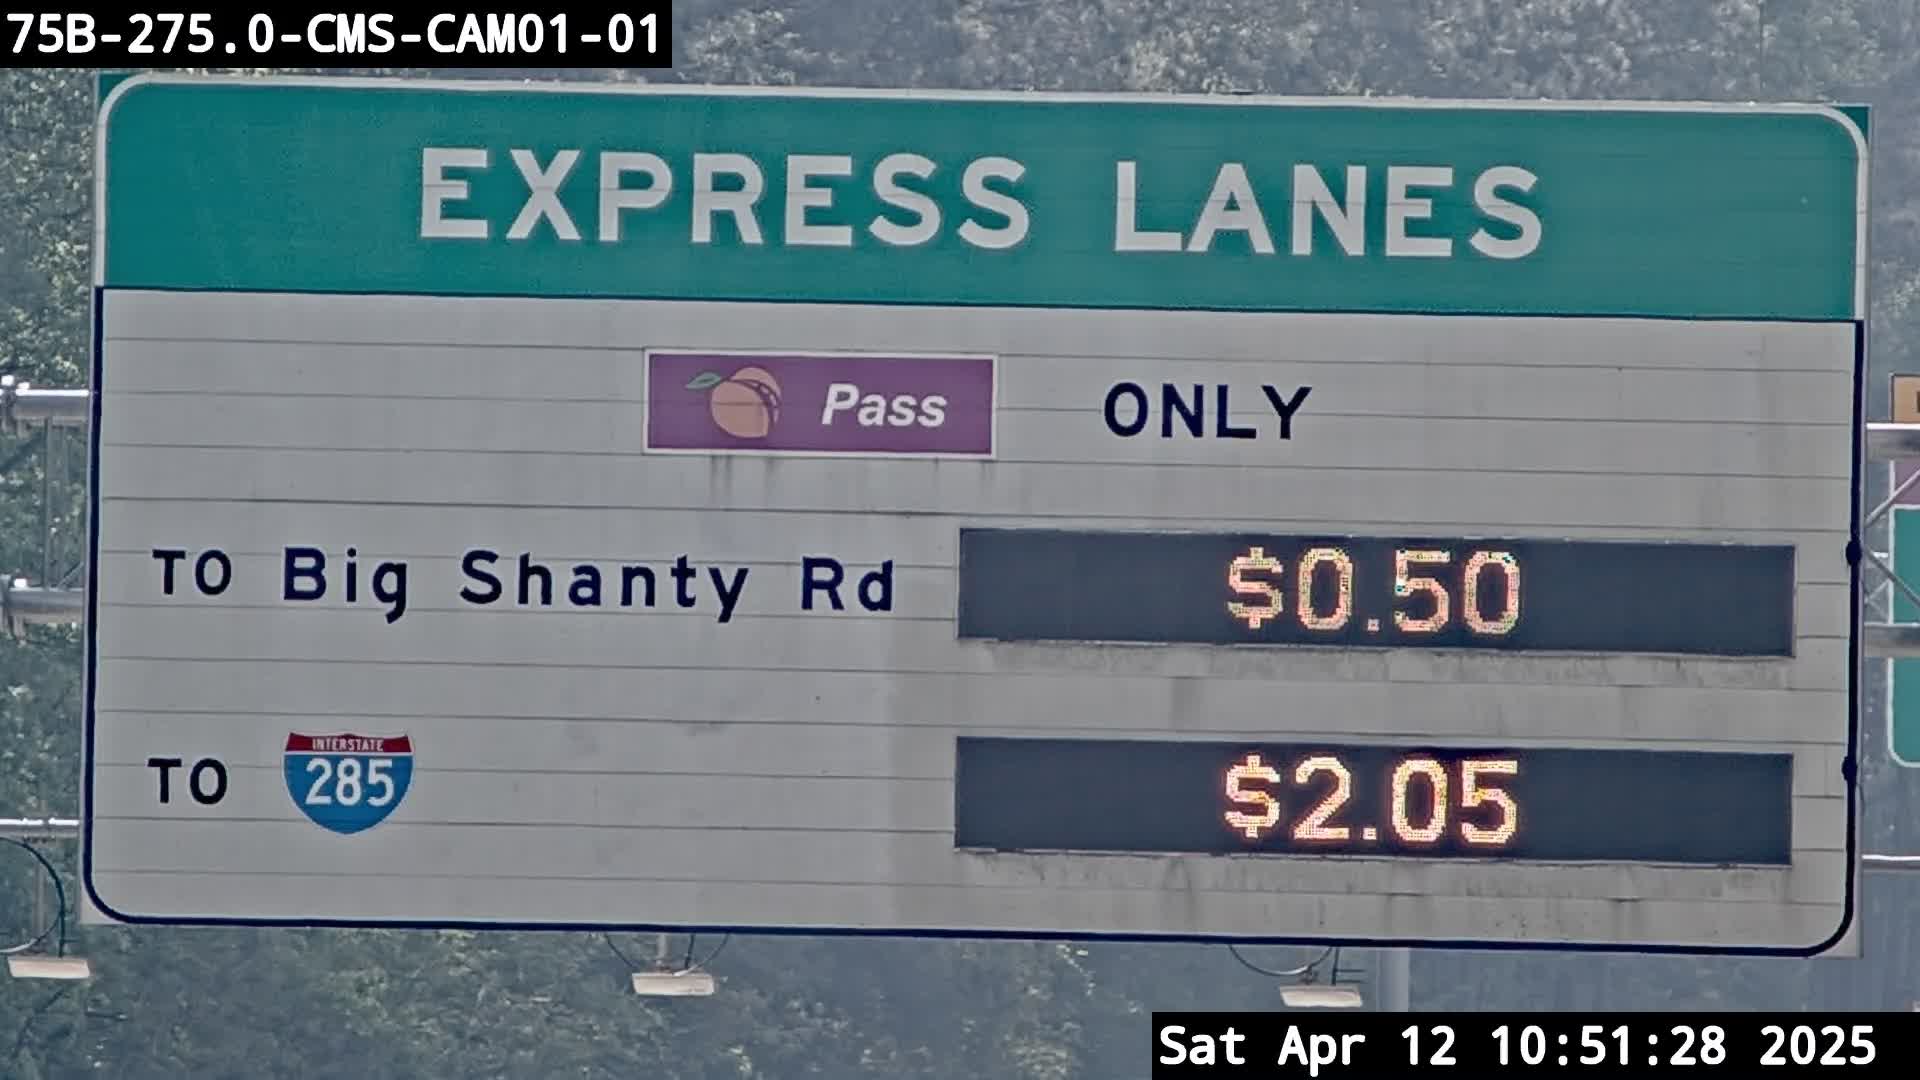 75B-275.0-CMS-CAM01-01
EXPRESS LANES
Pass ONLY
TO Big Shanty Rd $0.50
INTERSTATE
TO 285 $2.05
Sat Apr 12 10:51:28 2025